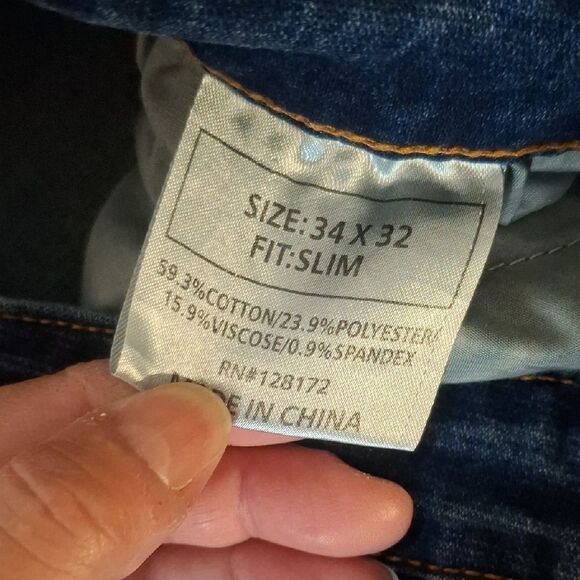 SIZE: 34 X 32
FIT:SLIM
59.3%COTTON/23.9%POLYESTER/
15.9%VISCOSE/0.9%SPANDEX
RN#128172
MADE IN CHINA